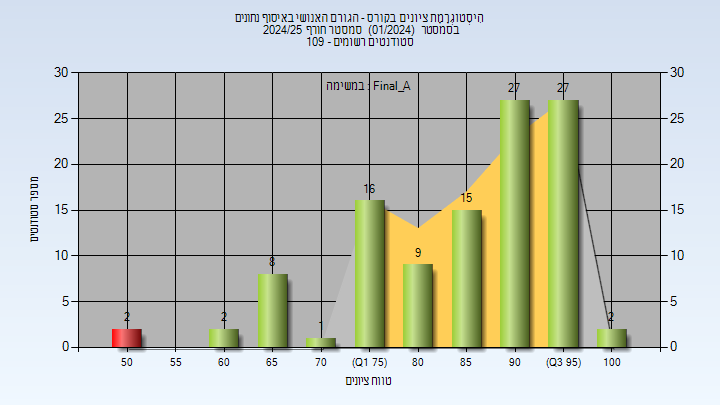 היסטוגרמת ציונים בקורס - הגורם האנושי באיסוף נתונים
בסמסטר (01/2024) סמסטר חורף 2024/25
סטודנטים רשומים - 109
במשימה : Final_A
מספר סטודנטים
30 30
25 25
20 20
15 15
10 10
5 5
0 0
2 2 8 1 16 9 15 27 27 2
50 55 60 65 70 (Q1 75) 80 85 90 (Q3 95) 100
טווח ציונים